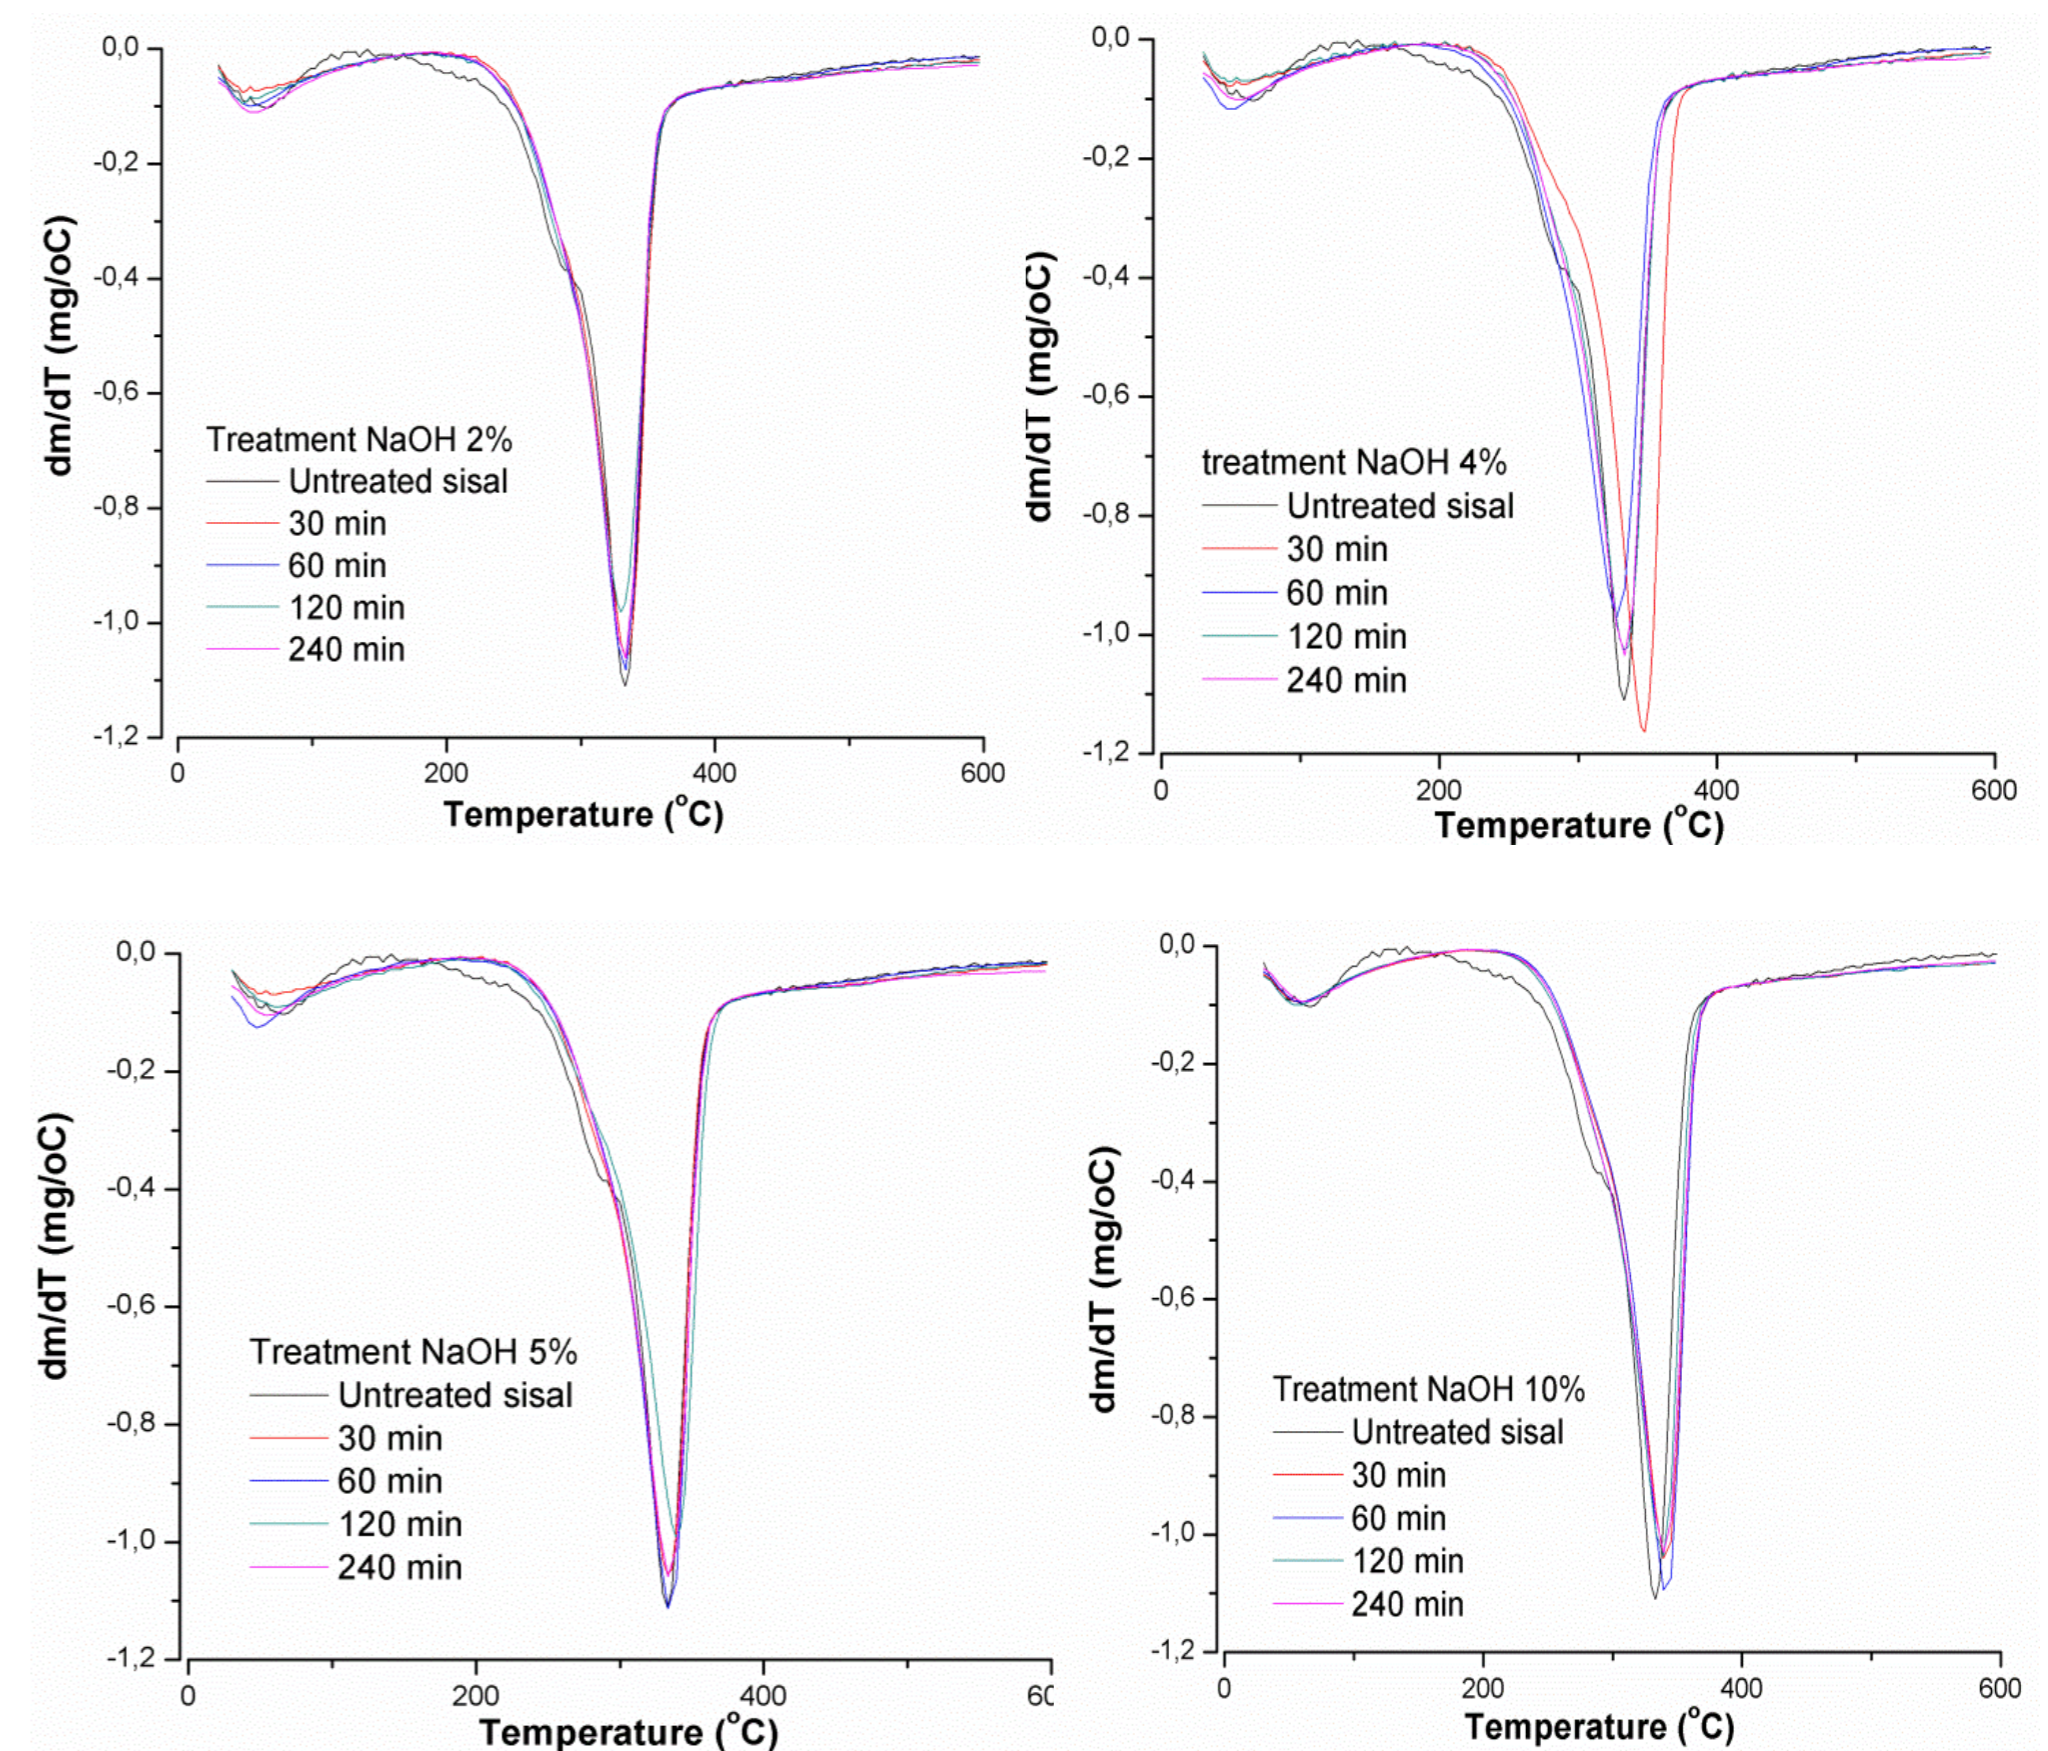 0,0
-0,2
-0,4
-0,6
-0,8
-1,0
-1,2
dm/dT (mg/oC)
Treatment NaOH 2%
Untreated sisal
30 min
60 min
120 min
240 min
0 200 400 600
Temperature (°C)
0,0
-0,2
-0,4
-0,6
-0,8
-1,0
-1,2
dm/dT (mg/oC)
treatment NaOH 4%
Untreated sisal
30 min
60 min
120 min
240 min
0 200 400 600
Temperature (°C)
0,0
-0,2
-0,4
-0,6
-0,8
-1,0
-1,2
dm/dT (mg/oC)
Treatment NaOH 5%
Untreated sisal
30 min
60 min
120 min
240 min
0 200 400 60
Temperature (°C)
0,0
-0,2
-0,4
-0,6
-0,8
-1,0
-1,2
dm/dT (mg/oC)
Treatment NaOH 10%
Untreated sisal
30 min
60 min
120 min
240 min
0 200 400 600
Temperature (°C)